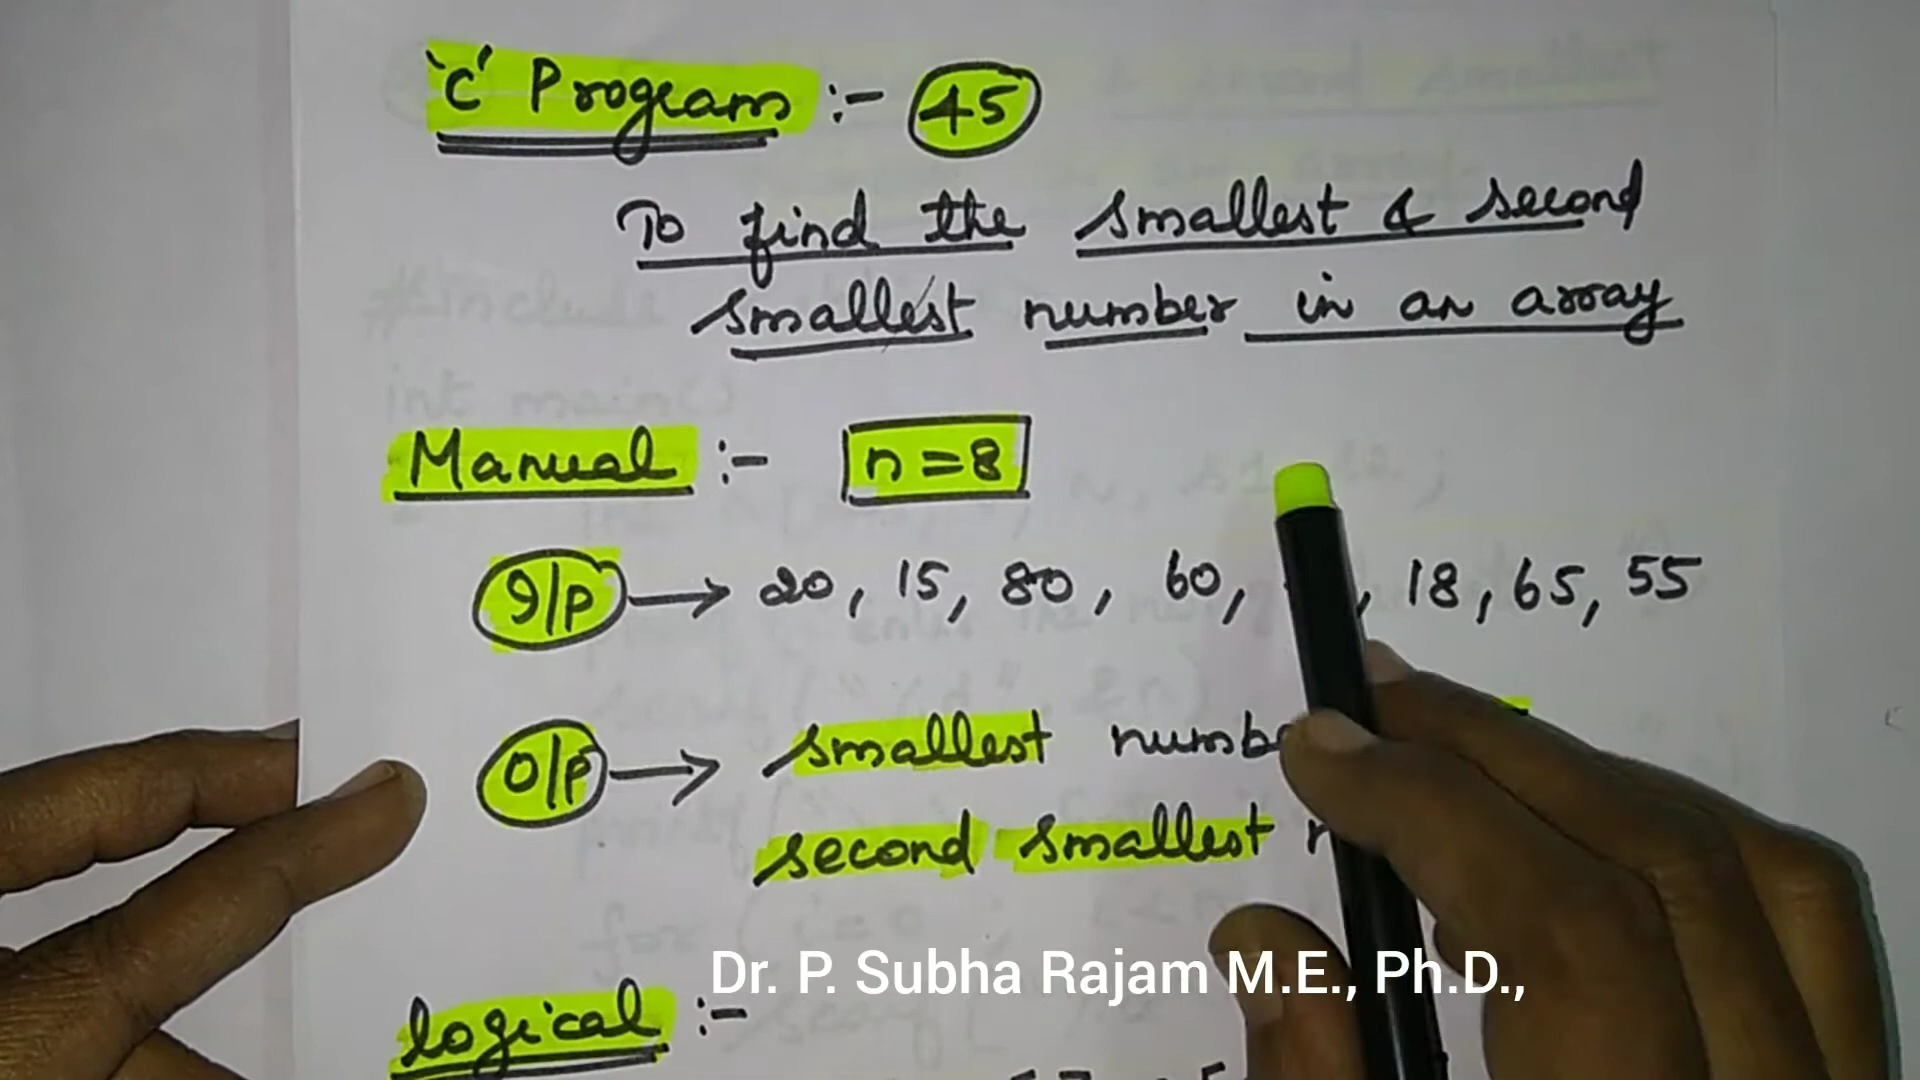 'C' Program :- 45
To find the smallest & second
smallest number in an array
Manual :- n=8
I/p → 20, 15, 80, 60, , 18, 65, 55
O/p → smallest
second smallest
Dr. P. Subha Rajam M.E., Ph.D.,
logical :-